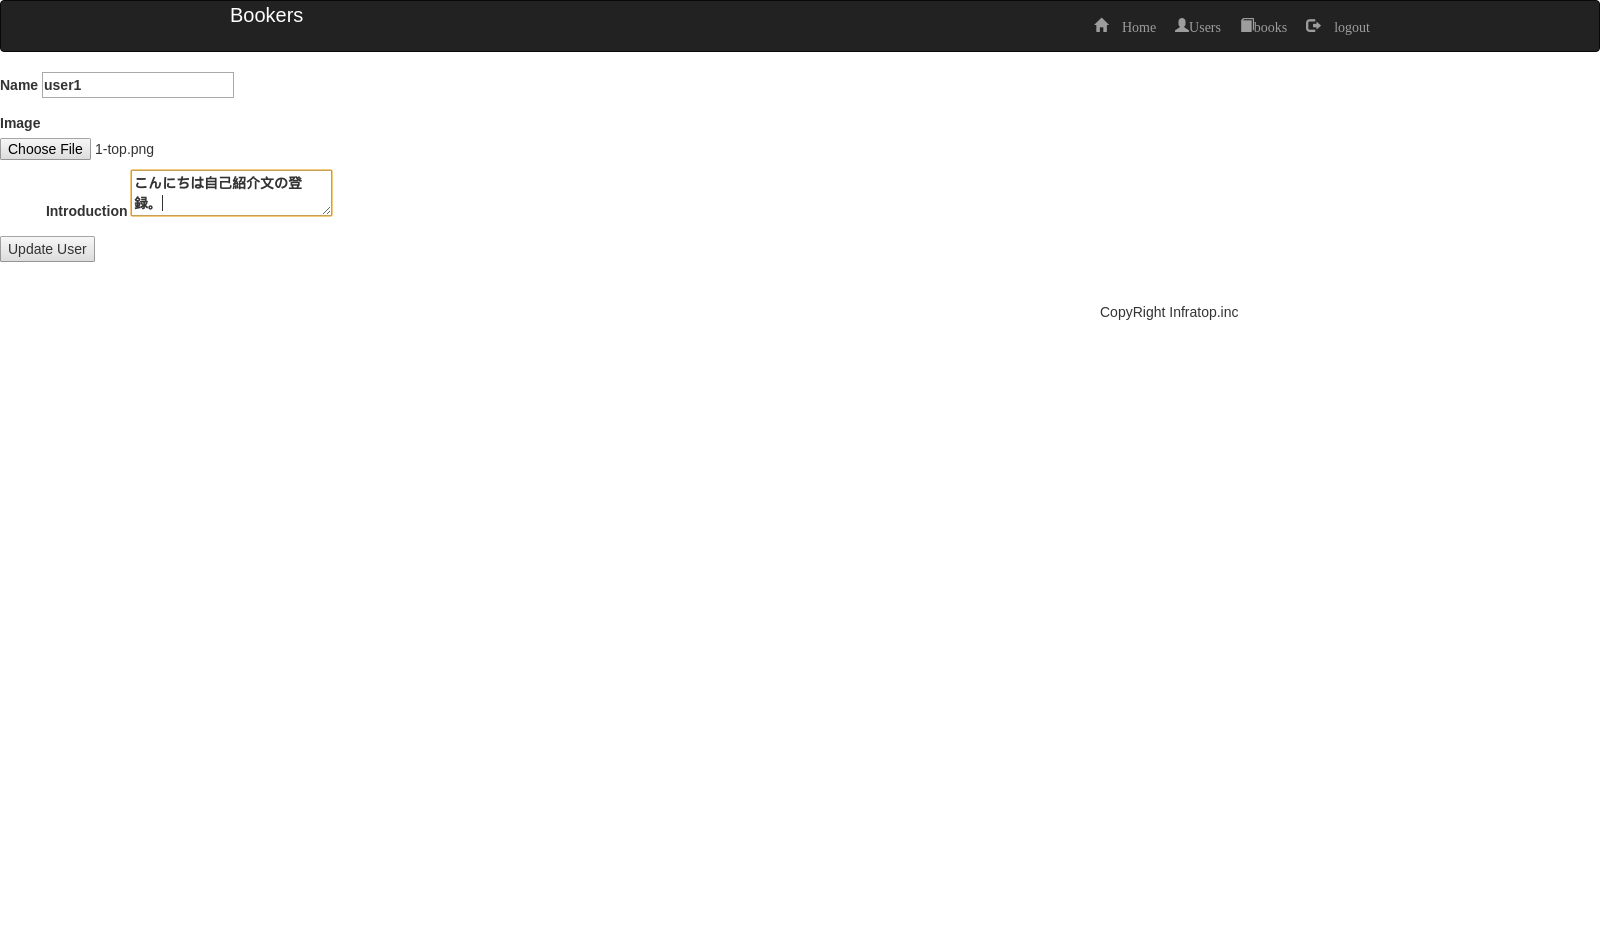 Bookers
Home Users books logout
Name user1
Image
Choose File 1-top.png
こんにちは自己紹介文の登
録。
Introduction
Update User
CopyRight Infratop.inc